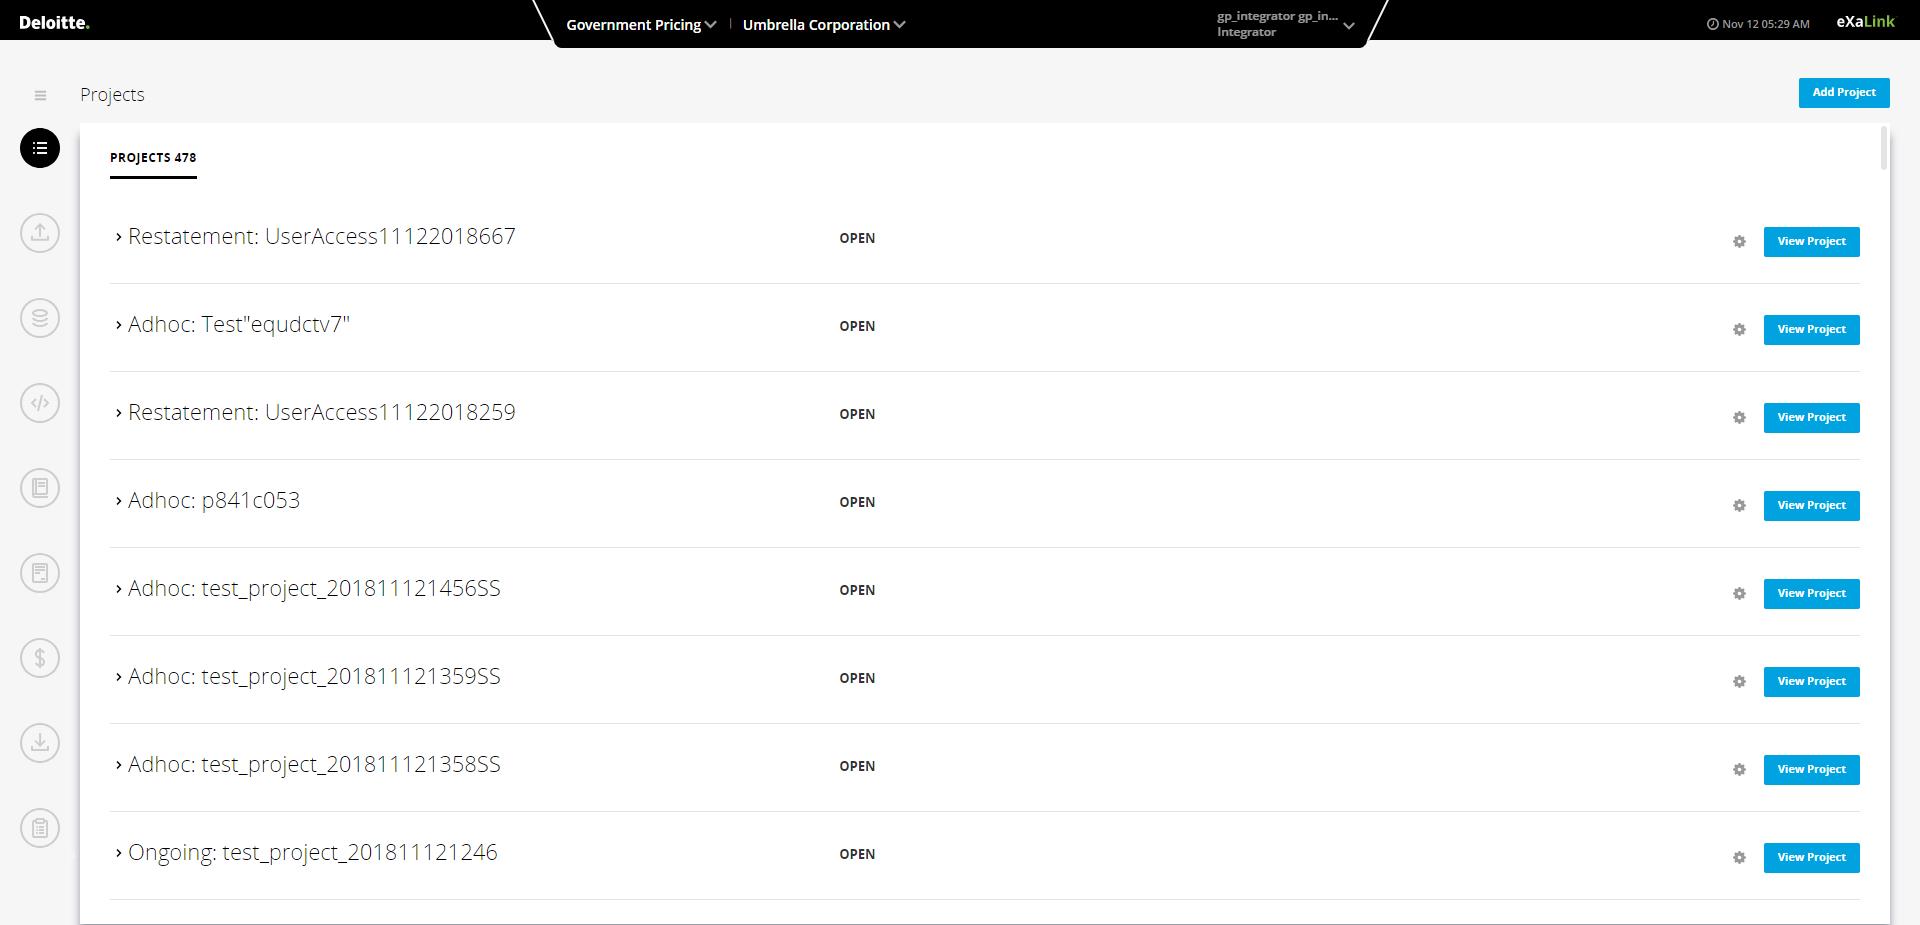 Deloitte.
Government Pricing
Umbrella Corporation
gp_integrator gp_in...
Integrator
Nov 12 05:29 AM
eXaLink
Projects
Add Project
PROJECTS 478
Restatement: UserAccess11122018667
OPEN
View Project
Adhoc: Test"equdctv7"
OPEN
View Project
Restatement: UserAccess11122018259
OPEN
View Project
Adhoc: p841c053
OPEN
View Project
Adhoc: test_project_201811121456SS
OPEN
View Project
Adhoc: test_project_201811121359SS
OPEN
View Project
Adhoc: test_project_201811121358SS
OPEN
View Project
Ongoing: test_project_201811121246
OPEN
View Project